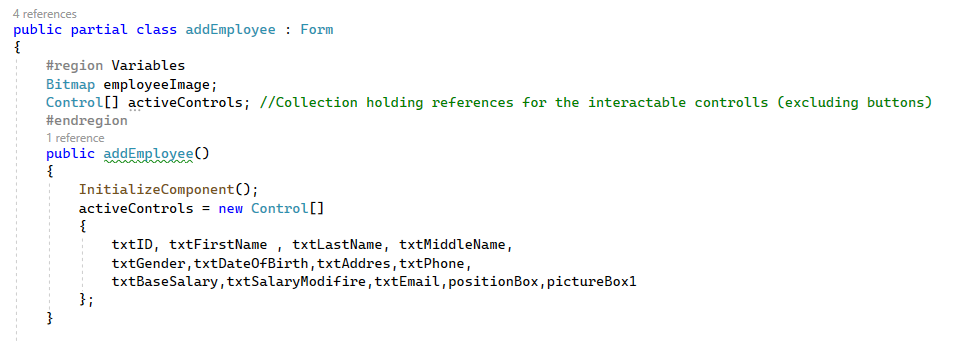 4 references
public partial class addEmployee : Form
{
#region Variables
Bitmap employeeImage;
Control[] activeControls; //Collection holding references for the interactable controlls (excluding buttons)
#endregion
1 reference
public addEmployee()
{
InitializeComponent();
activeControls = new Control[]
{
txtID, txtFirstName , txtLastName, txtMiddleName,
txtGender,txtDateOfBirth,txtAddres,txtPhone,
txtBaseSalary,txtSalaryModifire,txtEmail,positionBox,pictureBox1
};
}